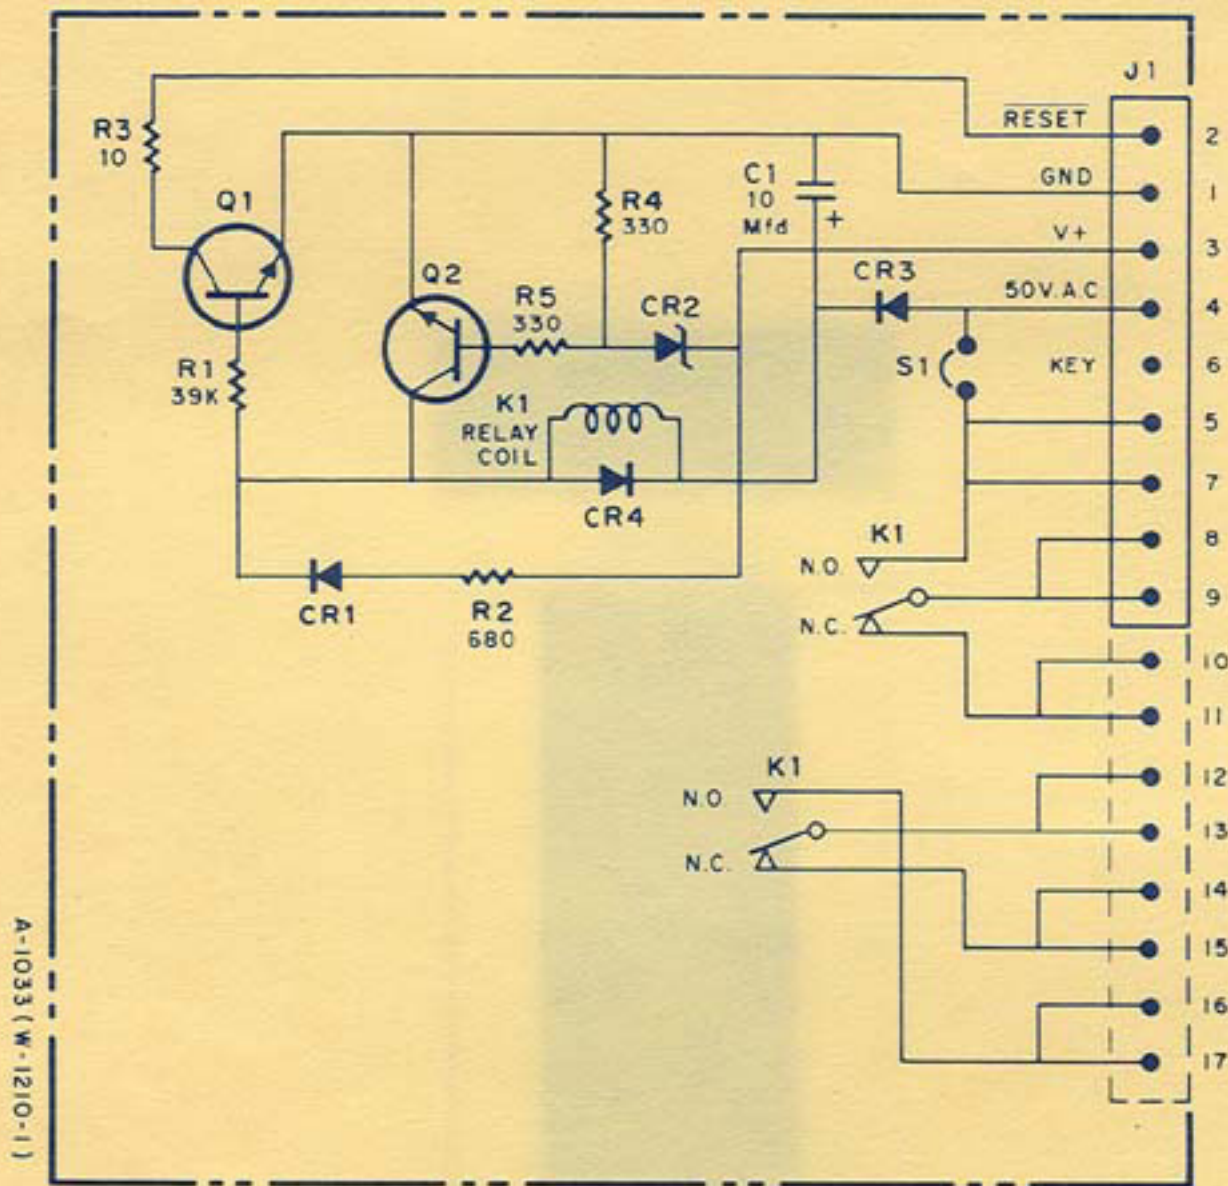 J1
RESET
2
R3
10
GND
1
C1
10
Mfd
+
Q1
R4
330
V+
3
Q2
CR3
50V.A.C
4
R5
330
CR2
S1
KEY
6
R1
39K
K1
RELAY
COIL
5
7
CR4
K1
8
N.O.
9
N.C.
CR1
R2
680
10
11
K1
12
N.O
13
N.C.
14
15
16
17
A-1033 (W-1210-1)